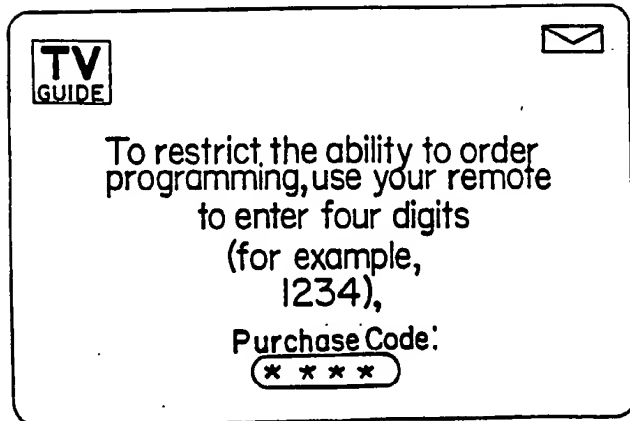 TV
GUIDE
To restrict the ability to order
programming, use your remote
to enter four digits
(for example,
1234),
Purchase Code:
* * * *